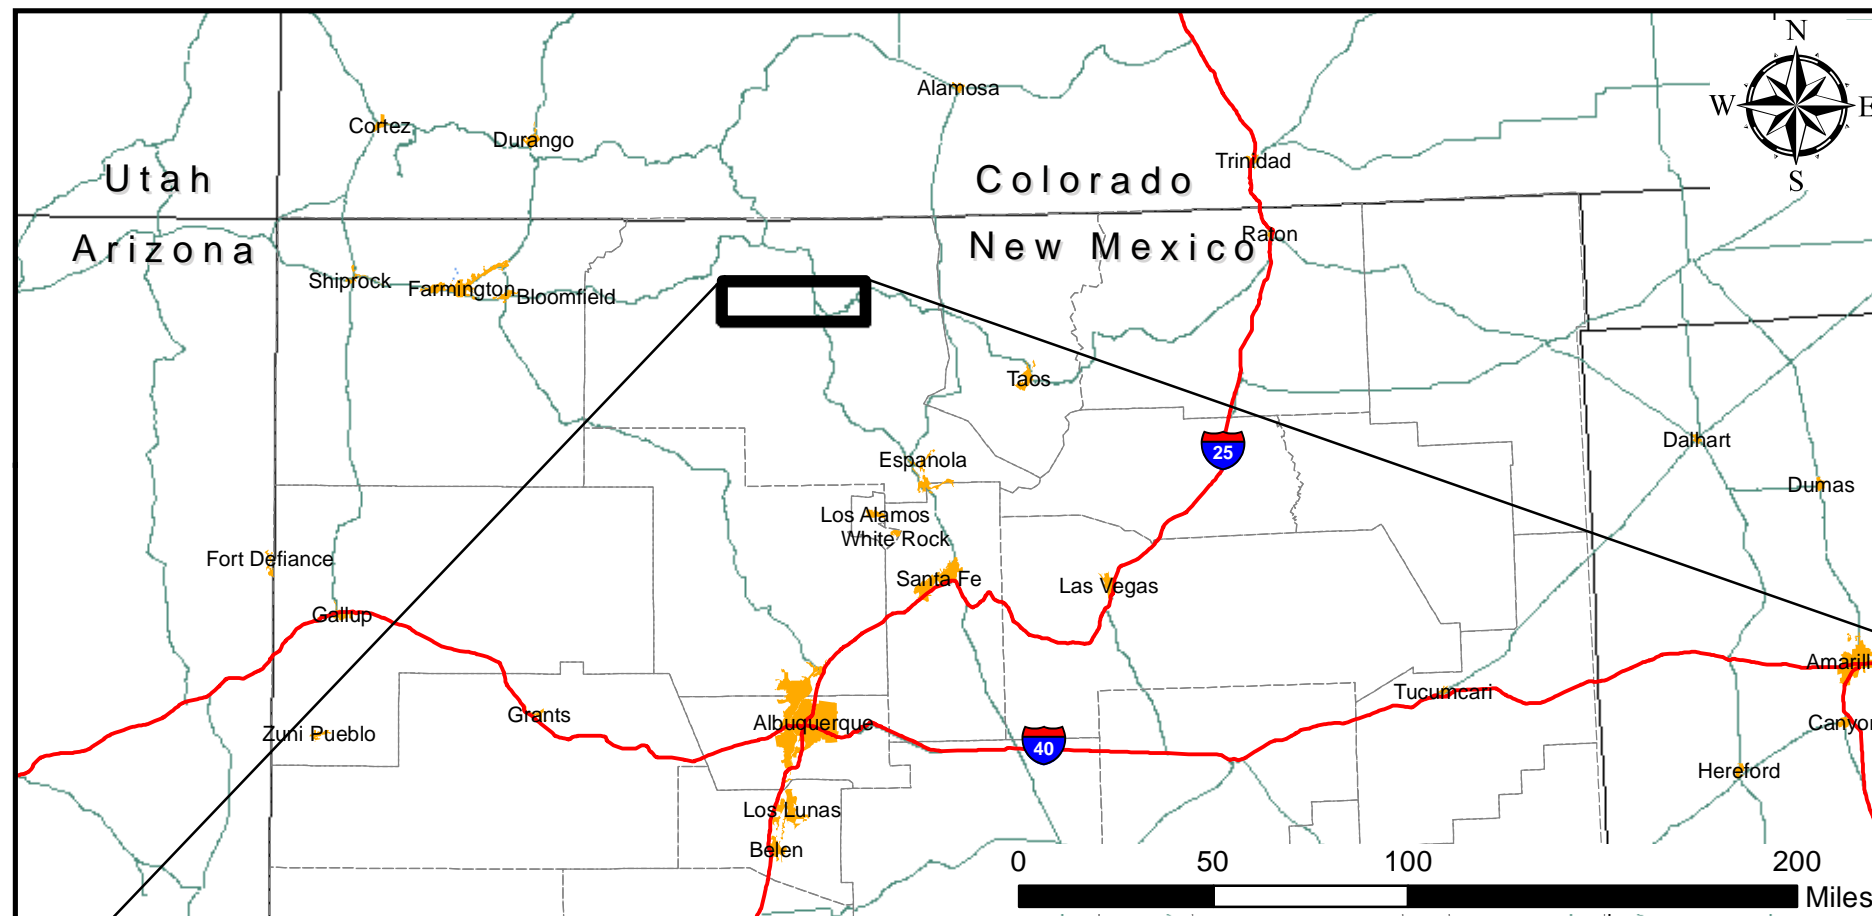 N
Alamosa
W
E
Cortez
Durango
Trinidad
S
Utah
Colorado
Arizona
New Mexico
Raton
Shiprock
Farmington
Bloomfield
Taos
25
Dalhart
Espanola
Dumas
Los Alamos
White Rock
Fort Defiance
Santa Fe
Las Vegas
Gallup
Amarill
Tucumcari
Grants
Albuquerque
Canyon
Zuni Pueblo
40
Hereford
Los Lunas
Belen
0 50 100 200
Miles